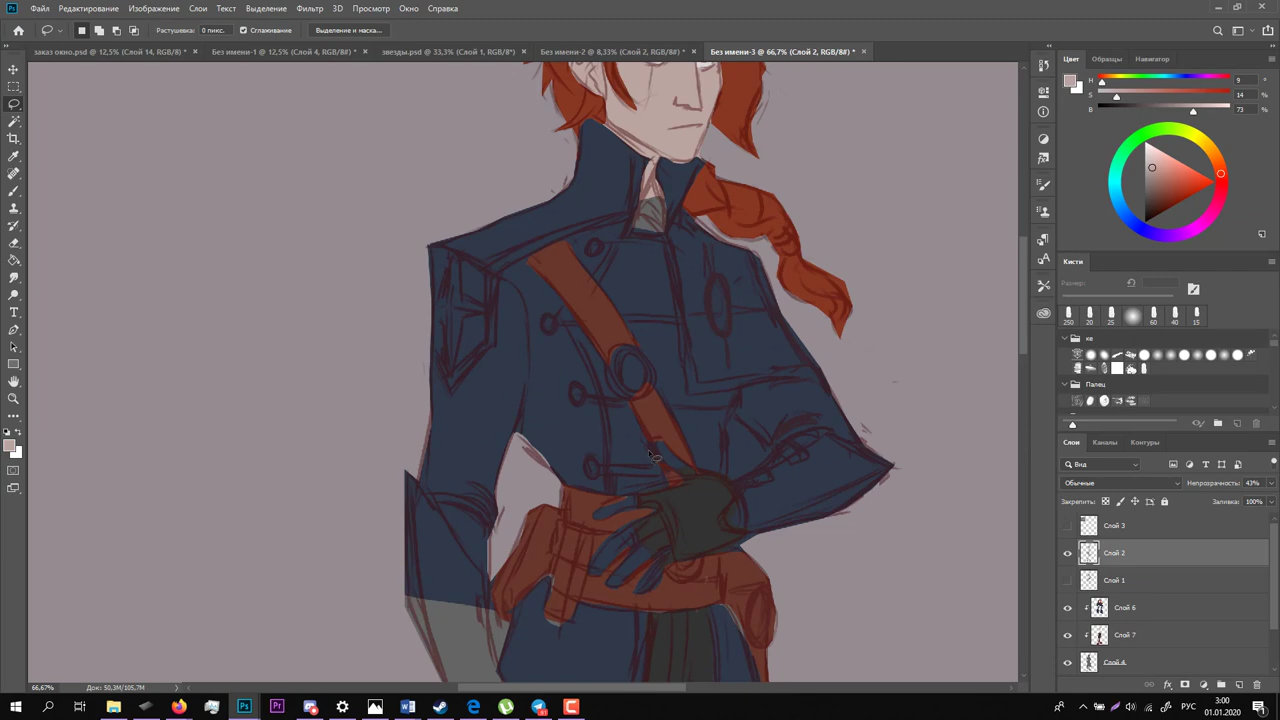 Файл Редактирование Изображение Слои Текст Выделение Фильтр 3D Просмотр Окно Справка
Растушевка: 0 пикс. Сглаживание Выделение и маска...
заказ окно.psd @ 12,5% (Слой 14, RGB/8) * × Без имени-1 @ 12,5% (Слой 4, RGB/8#) * × звезды.psd @ 33,3% (Слой 1, RGB/8*) × Без имени-2 @ 8,33% (Слой 2, RGB/8#) * × Без имени-3 @ 66,7% (Слой 2, RGB/8#) * ×
Цвет Образцы Навигатор
H 9 °
S 14 %
B 73 %
Кисти
Размер:
250 20 25 60 40 15
ке
Палец
Слои Каналы Контуры
Вид
Обычные Непрозрачность: 43%
Закрепить: Заливка: 100%
Слой 3
Слой 2
Слой 1
Слой 6
Слой 7
Слой 4
66,67% Док: 50,3M/105,7M
РУС 3:00
01.01.2020